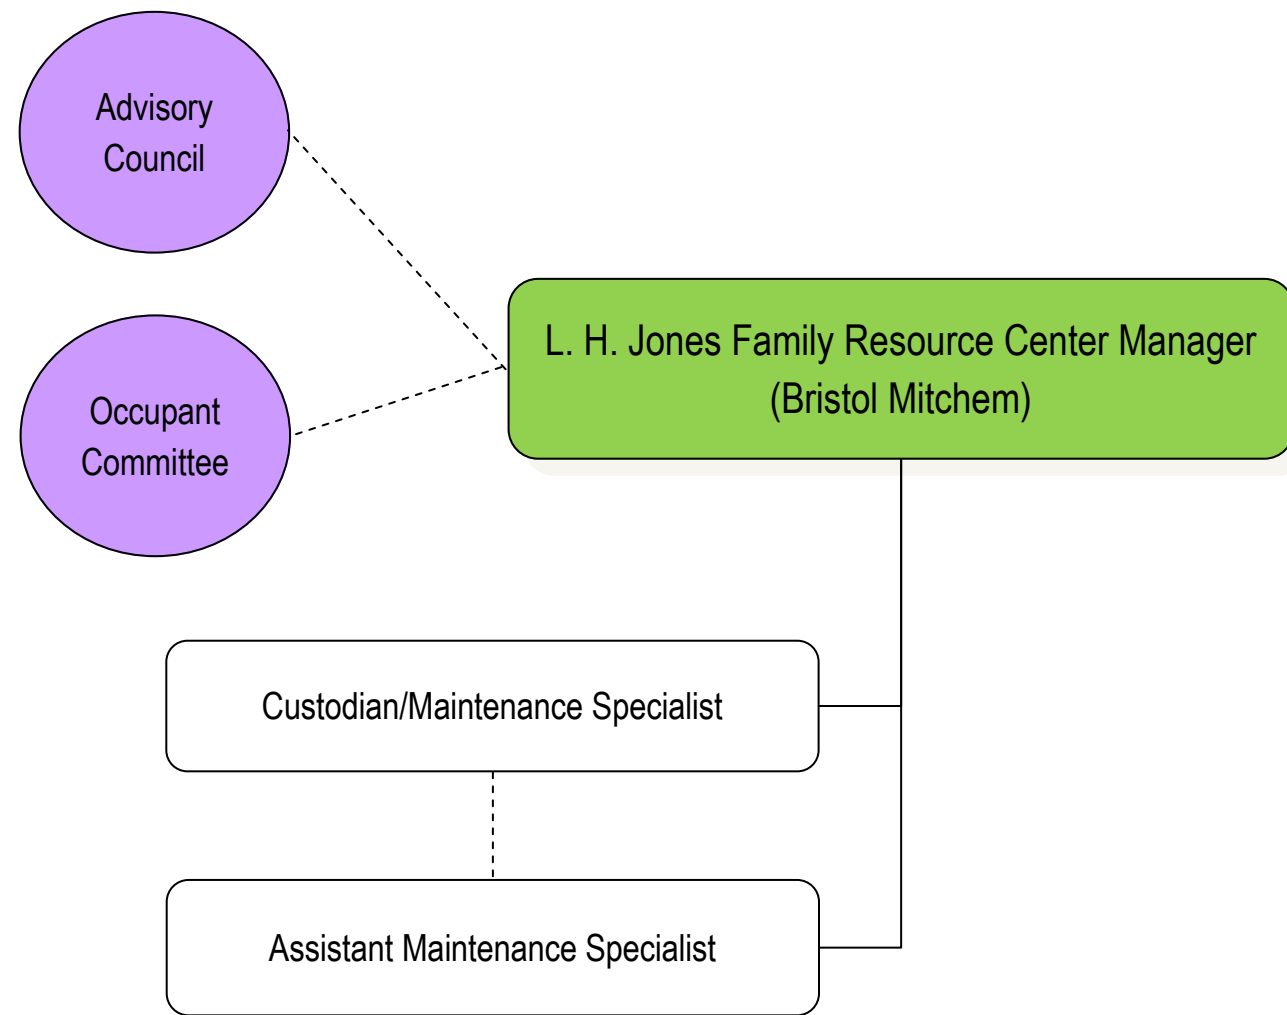 Advisory
Council
L. H. Jones Family Resource Center Manager
(Bristol Mitchem)
Occupant
Committee
Custodian/Maintenance Specialist
Assistant Maintenance Specialist